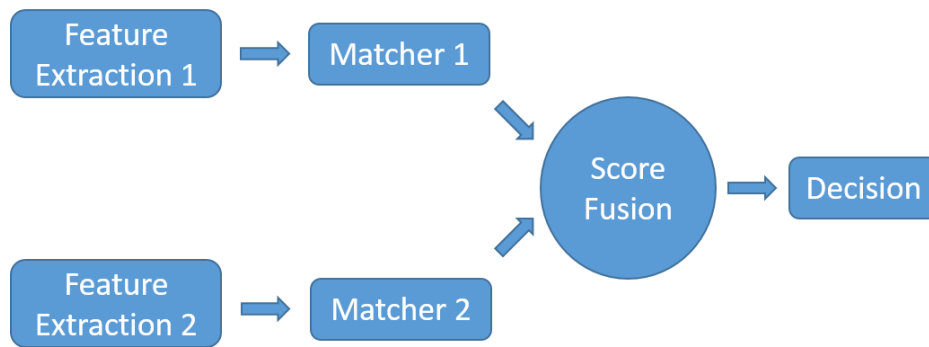 Feature
Extraction 1
Matcher 1
Score
Fusion
Decision
Feature
Extraction 2
Matcher 2